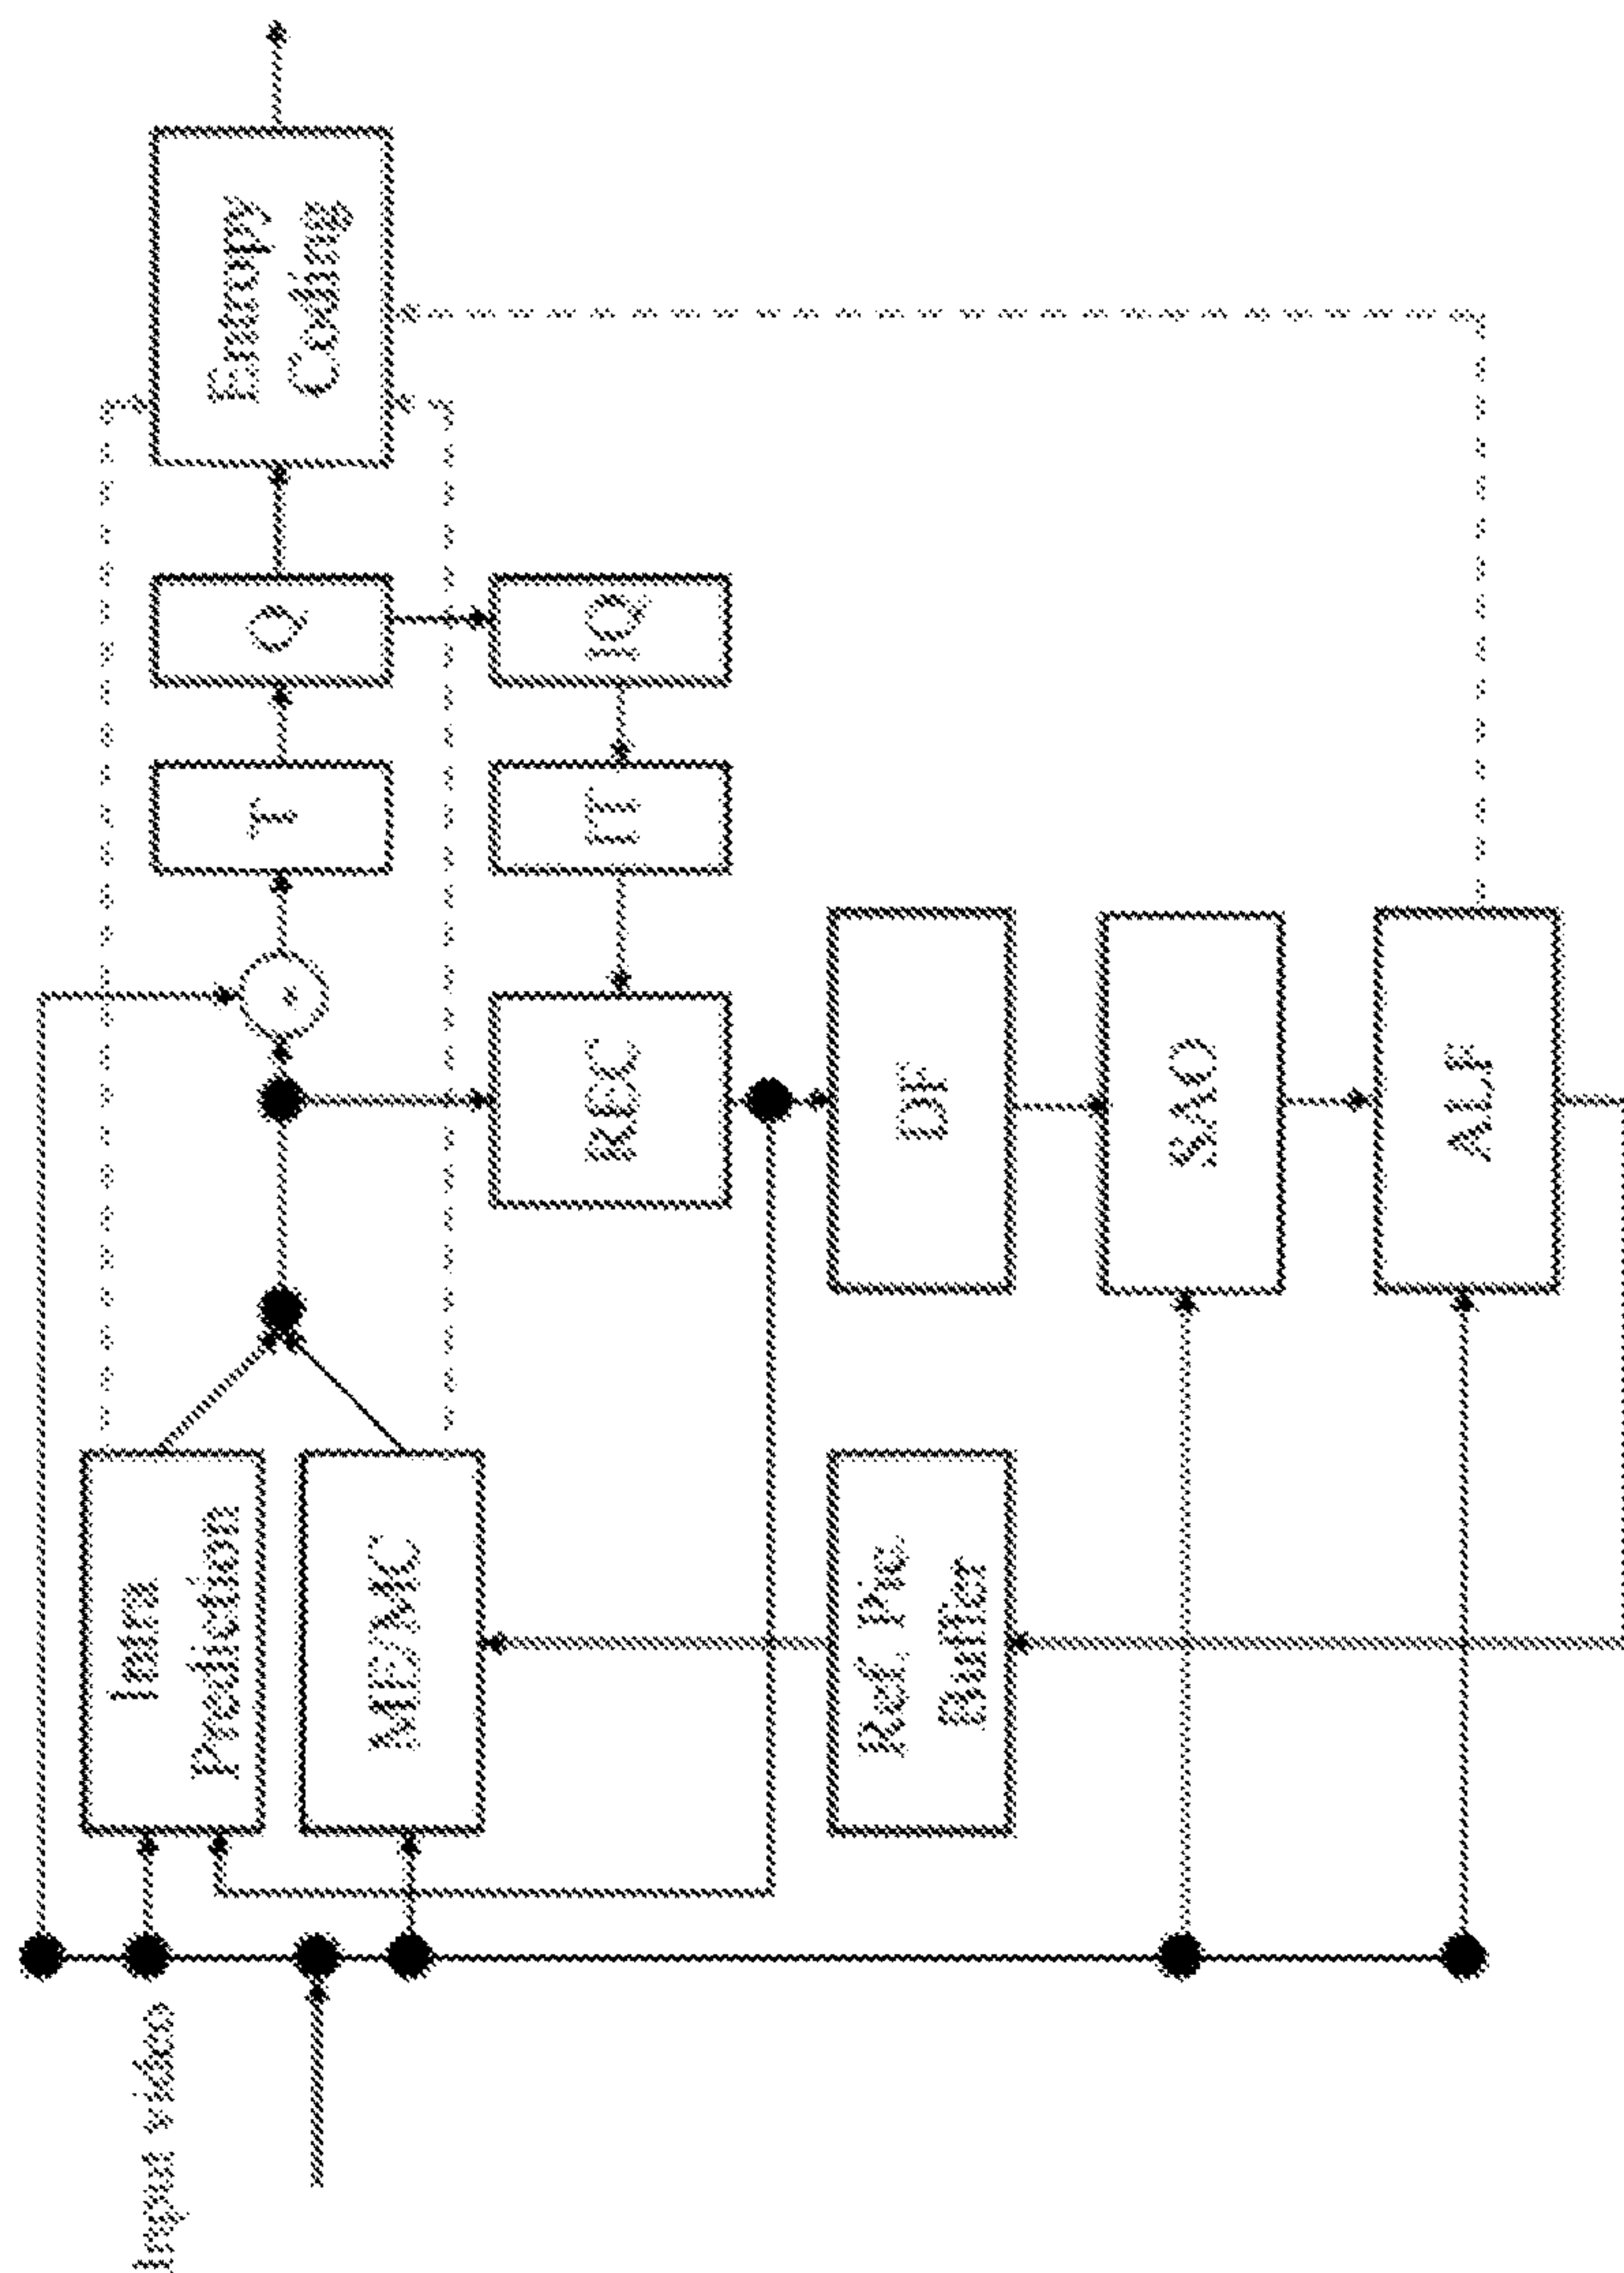 Input video
Intra
Prediction
ME/MC
-
T
Q
Entropy
Coding
REC
IT
IQ
DF
Ref. Pic.
Buffer
SAO
ALF